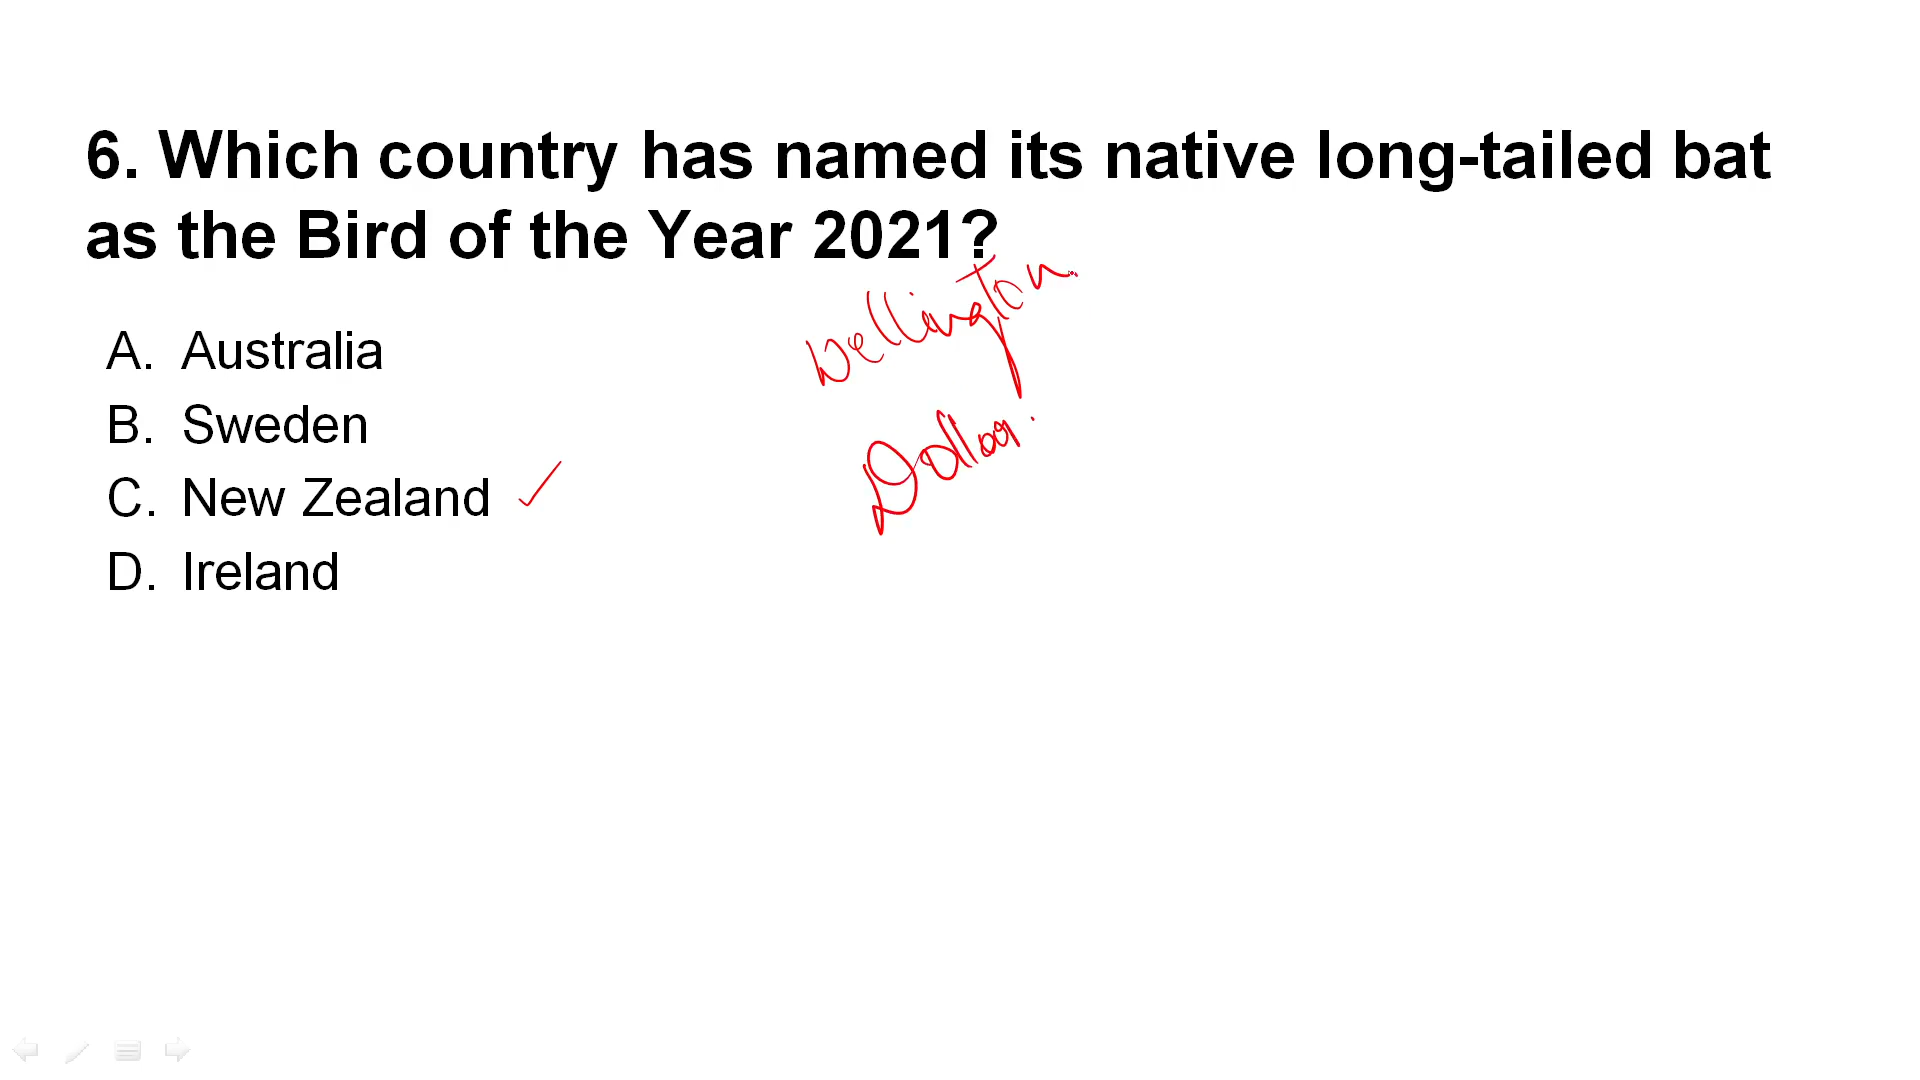 6. Which country has named its native long-tailed bat
as the Bird of the Year 2021?
Wellington
A. Australia
Dollar
B. Sweden
C. New Zealand
D. Ireland